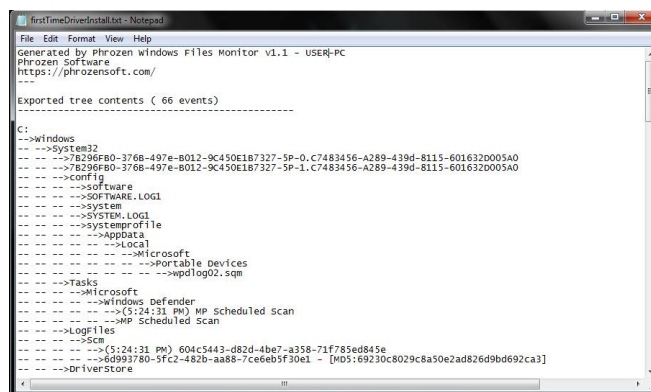 firstTimeDriverInstall.txt - Notepad
File Edit Format View Help
Generated by Phrozen Windows Files Monitor v1.1 - USER-PC
Phrozen Software
https://phrozensoft.com/
---
Exported tree contents ( 66 events)
--------------------------------------------------
C:
-->Windows
-- -->System32
-- -- -->7B296FB0-376B-497e-B012-9C450E1B7327-5P-0.C7483456-A289-439d-8115-601632D005A0
-- -- -->7B296FB0-376B-497e-B012-9C450E1B7327-5P-1.C7483456-A289-439d-8115-601632D005A0
-- -- -->config
-- -- -- -->software
-- -- -- -->SOFTWARE.LOG1
-- -- -- -->system
-- -- -- -->SYSTEM.LOG1
-- -- -- -->systemprofile
-- -- -- -- -->AppData
-- -- -- -- -- -->Local
-- -- -- -- -- -- -->Microsoft
-- -- -- -- -- -- -- -->Portable Devices
-- -- -- -- -- -- -- -- -->wpdlog02.sqm
-- -- -->Tasks
-- -- -- -->Microsoft
-- -- -- -- -->Windows Defender
-- -- -- -- -- -->(5:24:31 PM) MP Scheduled Scan
-- -- -- -- -- -->MP Scheduled Scan
-- -- -->LogFiles
-- -- -- -->Scm
-- -- -- -- -->(5:24:31 PM) 604c5443-d82d-4be7-a358-71f785ed845e
-- -- -- -- -->6d993780-5fc2-482b-aa88-7ce6eb5f30e1 - [MD5:69230c8029c8a50e2ad826d9bd692ca3]
-- -- -->DriverStore